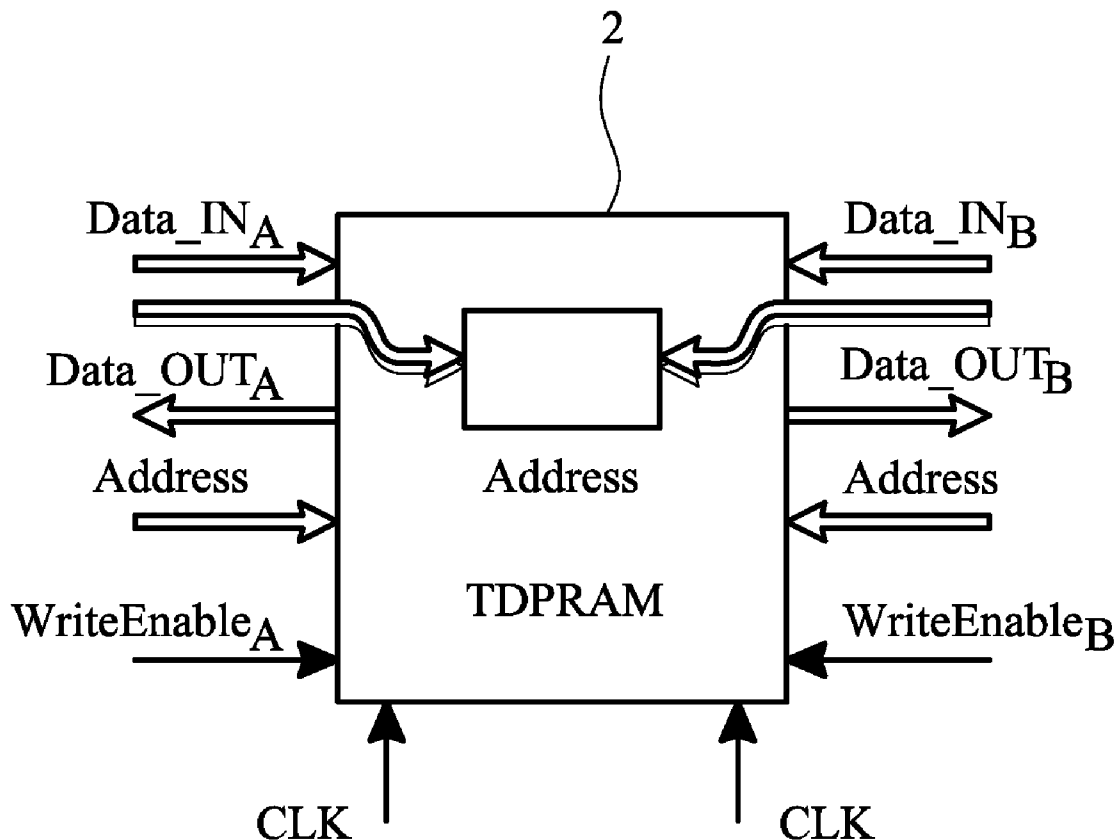 2
Data_IN_A Data_IN_B
Data_OUT_A Data_OUT_B
Address Address Address
TDPRAM
WriteEnable_A WriteEnable_B
CLK CLK